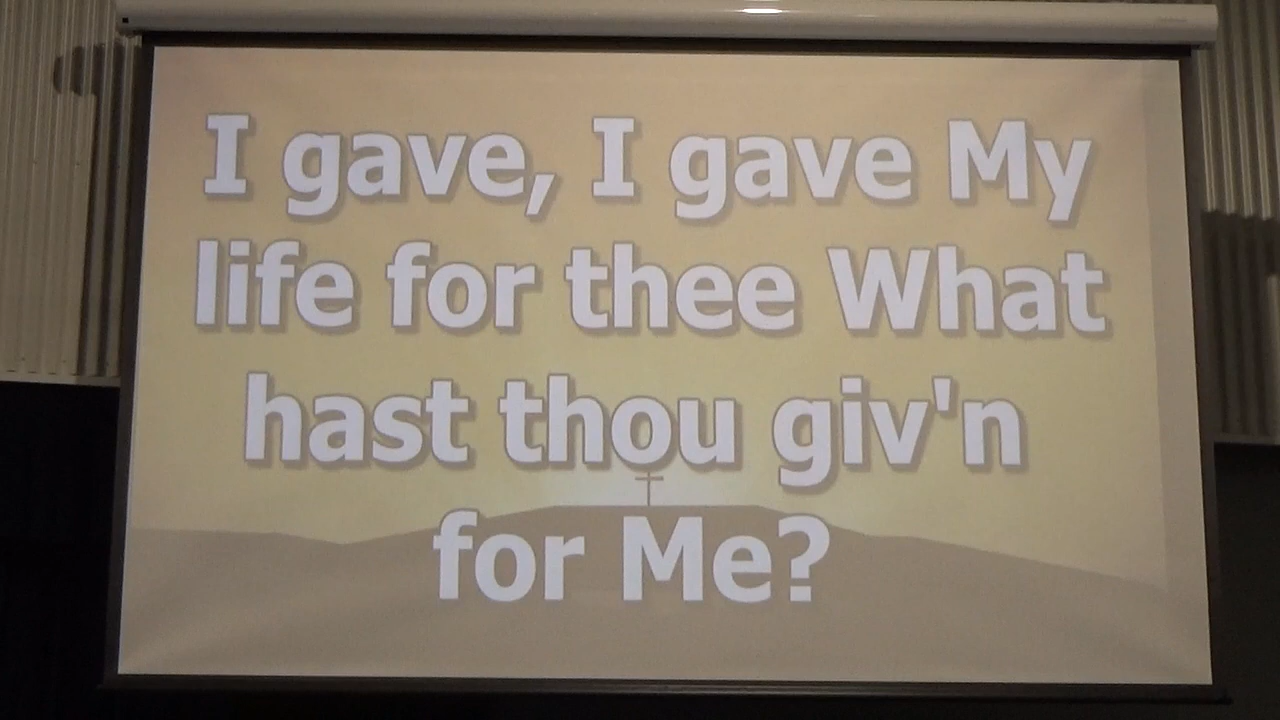 I gave, I gave My
life for thee What
hast thou giv'n
for Me?